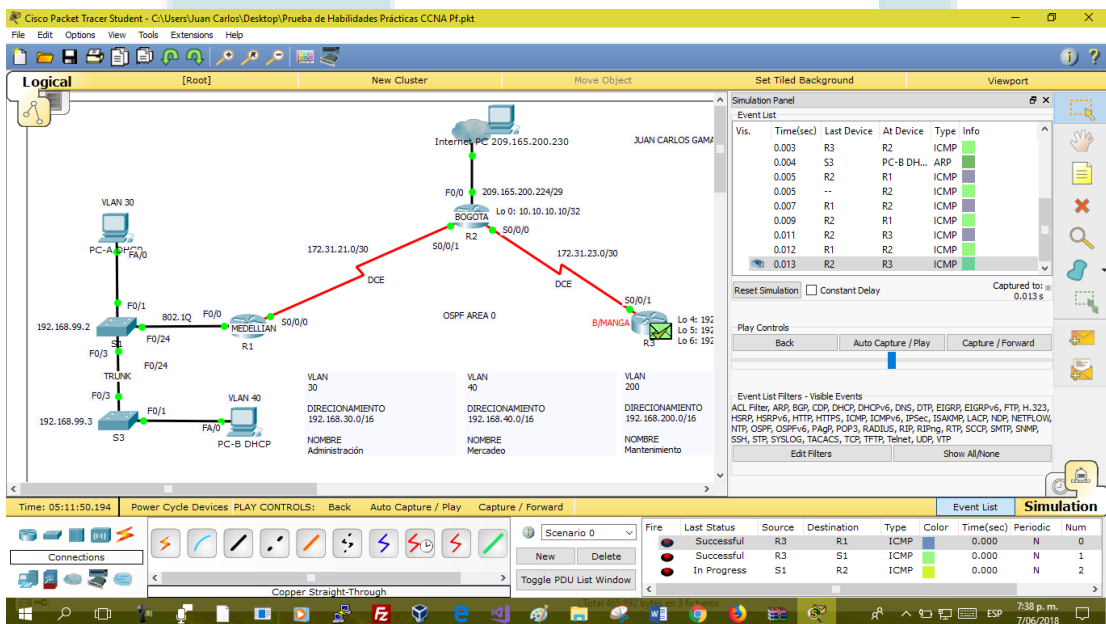 Cisco Packet Tracer Student - C:\Users\Juan Carlos\Desktop\Prueba de Habilidades Prácticas CCNA Pf.pkt
File Edit Options View Tools Extensions Help
Logical [Root] New Cluster Move Object Set Tiled Background Viewport
Internet PC 209.165.200.230
JUAN CARLOS GAMA
F0/0 209.165.200.224/29
BOGOTA Lo 0: 10.10.10.10/32
R2
S0/0/1
S0/0/0
VLAN 30
PC-A DHCP
FA/0
172.31.21.0/30
DCE
172.31.23.0/30
DCE
F0/1
802.1Q F0/0
192.168.99.2
S1
F0/24
MEDELLIAN
S0/0/0
R1
OSPF AREA 0
S0/0/1
B/MANGA
R3
Lo 4: 192
Lo 5: 192
Lo 6: 192
F0/3
F0/24
TRUNK
F0/3
192.168.99.3
S3
F0/1
VLAN 40
FA/0
PC-B DHCP
VLAN
30
DIRECIONAMIENTO
192.168.30.0/16
NOMBRE
Administración
VLAN
40
DIRECIONAMIENTO
192.168.40.0/16
NOMBRE
Mercadeo
VLAN
200
DIRECIONAMIENTO
192.168.200.0/16
NOMBRE
Mantenimiento
Simulation Panel
Event List
Vis. Time(sec) Last Device At Device Type Info
0.003 R3 R2 ICMP
0.004 S3 PC-B DH... ARP
0.005 R2 R1 ICMP
0.005 -- R2 ICMP
0.007 R1 R2 ICMP
0.009 R2 R1 ICMP
0.011 R2 R3 ICMP
0.012 R1 R2 ICMP
0.013 R2 R3 ICMP
Reset Simulation Constant Delay Captured to: *
0.013 s
Play Controls
Back Auto Capture / Play Capture / Forward
Event List Filters - Visible Events
ACL Filter, ARP, BGP, CDP, DHCP, DHCPv6, DNS, DTP, EIGRP, EIGRPv6, FTP, H.323,
HSRP, HSRPv6, HTTP, HTTPS, ICMP, ICMPv6, IPSec, ISAKMP, LACP, NDP, NETFLOW,
NTP, OSPF, OSPFv6, PAgP, POP3, RADIUS, RIP, RIPng, RTP, SCCP, SMTP, SNMP,
SSH, STP, SYSLOG, TACACS, TCP, TFTP, Telnet, UDP, VTP
Edit Filters Show All/None
Time: 05:11:50.194 Power Cycle Devices PLAY CONTROLS: Back Auto Capture / Play Capture / Forward Event List Simulation
Connections
Copper Straight-Through
Scenario 0
New Delete
Toggle PDU List Window
Fire Last Status Source Destination Type Color Time(sec) Periodic Num
Successful R3 R1 ICMP 0.000 N 0
Successful R3 S1 ICMP 0.000 N 1
In Progress S1 R2 ICMP 0.000 N 2
Total 465.892 bytes en 3 ficheros
ESP
7:38 p. m.
7/06/2018